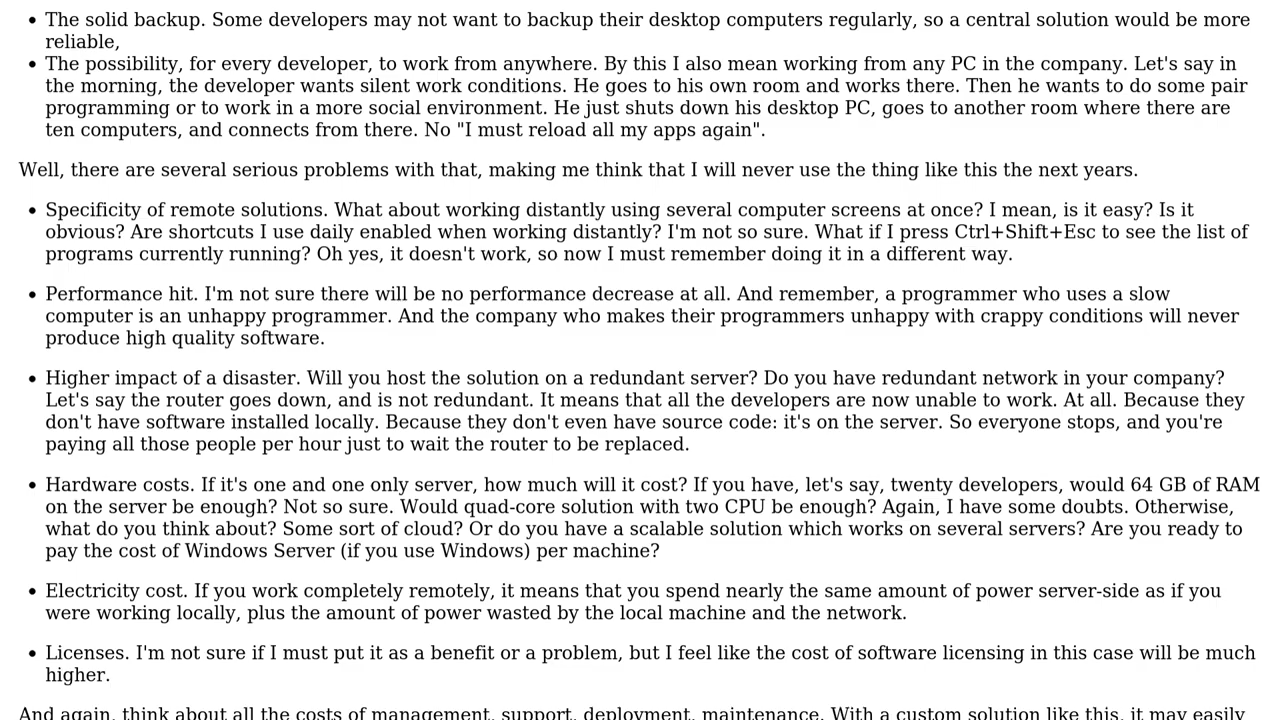 • The solid backup. Some developers may not want to backup their desktop computers regularly, so a central solution would be more
reliable,
• The possibility, for every developer, to work from anywhere. By this I also mean working from any PC in the company. Let's say in
the morning, the developer wants silent work conditions. He goes to his own room and works there. Then he wants to do some pair
programming or to work in a more social environment. He just shuts down his desktop PC, goes to another room where there are
ten computers, and connects from there. No "I must reload all my apps again".
Well, there are several serious problems with that, making me think that I will never use the thing like this the next years.
• Specificity of remote solutions. What about working distantly using several computer screens at once? I mean, is it easy? Is it
obvious? Are shortcuts I use daily enabled when working distantly? I'm not so sure. What if I press Ctrl+Shift+Esc to see the list of
programs currently running? Oh yes, it doesn't work, so now I must remember doing it in a different way.
• Performance hit. I'm not sure there will be no performance decrease at all. And remember, a programmer who uses a slow
computer is an unhappy programmer. And the company who makes their programmers unhappy with crappy conditions will never
produce high quality software.
• Higher impact of a disaster. Will you host the solution on a redundant server? Do you have redundant network in your company?
Let's say the router goes down, and is not redundant. It means that all the developers are now unable to work. At all. Because they
don't have software installed locally. Because they don't even have source code: it's on the server. So everyone stops, and you're
paying all those people per hour just to wait the router to be replaced.
• Hardware costs. If it's one and one only server, how much will it cost? If you have, let's say, twenty developers, would 64 GB of RAM
on the server be enough? Not so sure. Would quad-core solution with two CPU be enough? Again, I have some doubts. Otherwise,
what do you think about? Some sort of cloud? Or do you have a scalable solution which works on several servers? Are you ready to
pay the cost of Windows Server (if you use Windows) per machine?
• Electricity cost. If you work completely remotely, it means that you spend nearly the same amount of power server-side as if you
were working locally, plus the amount of power wasted by the local machine and the network.
• Licenses. I'm not sure if I must put it as a benefit or a problem, but I feel like the cost of software licensing in this case will be much
higher.
And again, think about all the costs of management, support, deployment, maintenance. With a custom solution like this, it may easily